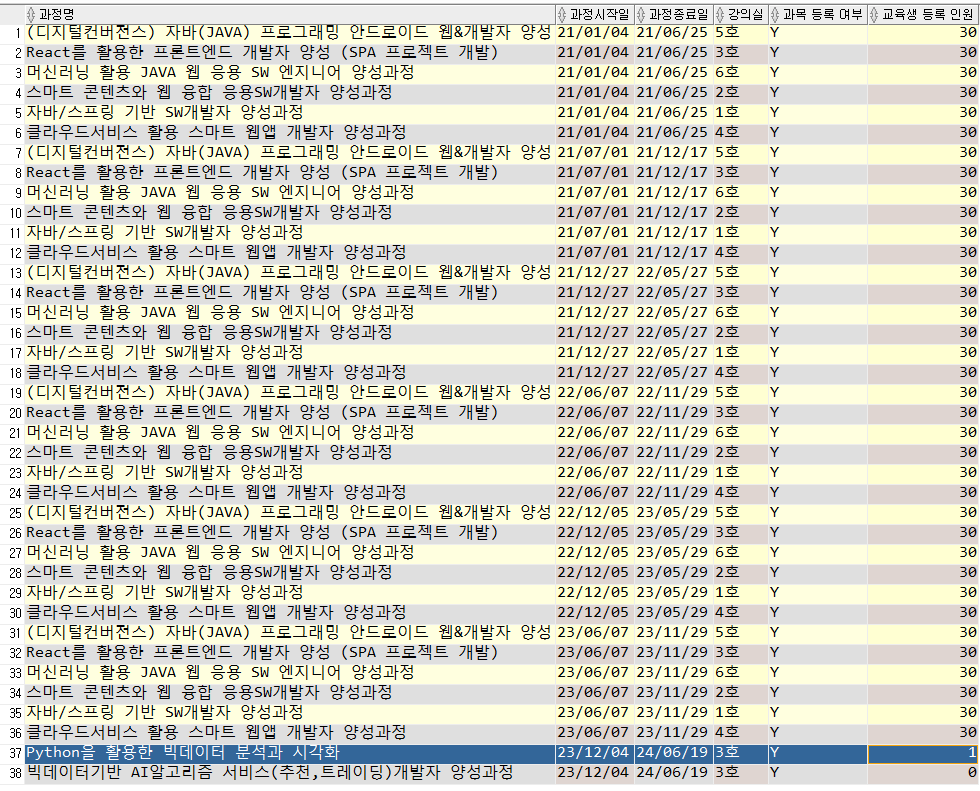 과정명 과정시작일 과정종료일 강의실 과목 등록 여부 교육생 등록 인원
1 (디지털컨버전스) 자바(JAVA) 프로그래밍 안드로이드 웹&개발자 양성 21/01/04 21/06/25 5호 Y 30
2 React를 활용한 프론트엔드 개발자 양성 (SPA 프로젝트 개발) 21/01/04 21/06/25 3호 Y 30
3 머신러닝 활용 JAVA 웹 응용 SW 엔지니어 양성과정 21/01/04 21/06/25 6호 Y 30
4 스마트 콘텐츠와 웹 융합 응용SW개발자 양성과정 21/01/04 21/06/25 2호 Y 30
5 자바/스프링 기반 SW개발자 양성과정 21/01/04 21/06/25 1호 Y 30
6 클라우드서비스 활용 스마트 웹앱 개발자 양성과정 21/01/04 21/06/25 4호 Y 30
7 (디지털컨버전스) 자바(JAVA) 프로그래밍 안드로이드 웹&개발자 양성 21/07/01 21/12/17 5호 Y 30
8 React를 활용한 프론트엔드 개발자 양성 (SPA 프로젝트 개발) 21/07/01 21/12/17 3호 Y 30
9 머신러닝 활용 JAVA 웹 응용 SW 엔지니어 양성과정 21/07/01 21/12/17 6호 Y 30
10 스마트 콘텐츠와 웹 융합 응용SW개발자 양성과정 21/07/01 21/12/17 2호 Y 30
11 자바/스프링 기반 SW개발자 양성과정 21/07/01 21/12/17 1호 Y 30
12 클라우드서비스 활용 스마트 웹앱 개발자 양성과정 21/07/01 21/12/17 4호 Y 30
13 (디지털컨버전스) 자바(JAVA) 프로그래밍 안드로이드 웹&개발자 양성 21/12/27 22/05/27 5호 Y 30
14 React를 활용한 프론트엔드 개발자 양성 (SPA 프로젝트 개발) 21/12/27 22/05/27 3호 Y 30
15 머신러닝 활용 JAVA 웹 응용 SW 엔지니어 양성과정 21/12/27 22/05/27 6호 Y 30
16 스마트 콘텐츠와 웹 융합 응용SW개발자 양성과정 21/12/27 22/05/27 2호 Y 30
17 자바/스프링 기반 SW개발자 양성과정 21/12/27 22/05/27 1호 Y 30
18 클라우드서비스 활용 스마트 웹앱 개발자 양성과정 21/12/27 22/05/27 4호 Y 30
19 (디지털컨버전스) 자바(JAVA) 프로그래밍 안드로이드 웹&개발자 양성 22/06/07 22/11/29 5호 Y 30
20 React를 활용한 프론트엔드 개발자 양성 (SPA 프로젝트 개발) 22/06/07 22/11/29 3호 Y 30
21 머신러닝 활용 JAVA 웹 응용 SW 엔지니어 양성과정 22/06/07 22/11/29 6호 Y 30
22 스마트 콘텐츠와 웹 융합 응용SW개발자 양성과정 22/06/07 22/11/29 2호 Y 30
23 자바/스프링 기반 SW개발자 양성과정 22/06/07 22/11/29 1호 Y 30
24 클라우드서비스 활용 스마트 웹앱 개발자 양성과정 22/06/07 22/11/29 4호 Y 30
25 (디지털컨버전스) 자바(JAVA) 프로그래밍 안드로이드 웹&개발자 양성 22/12/05 23/05/29 5호 Y 30
26 React를 활용한 프론트엔드 개발자 양성 (SPA 프로젝트 개발) 22/12/05 23/05/29 3호 Y 30
27 머신러닝 활용 JAVA 웹 응용 SW 엔지니어 양성과정 22/12/05 23/05/29 6호 Y 30
28 스마트 콘텐츠와 웹 융합 응용SW개발자 양성과정 22/12/05 23/05/29 2호 Y 30
29 자바/스프링 기반 SW개발자 양성과정 22/12/05 23/05/29 1호 Y 30
30 클라우드서비스 활용 스마트 웹앱 개발자 양성과정 22/12/05 23/05/29 4호 Y 30
31 (디지털컨버전스) 자바(JAVA) 프로그래밍 안드로이드 웹&개발자 양성 23/06/07 23/11/29 5호 Y 30
32 React를 활용한 프론트엔드 개발자 양성 (SPA 프로젝트 개발) 23/06/07 23/11/29 3호 Y 30
33 머신러닝 활용 JAVA 웹 응용 SW 엔지니어 양성과정 23/06/07 23/11/29 6호 Y 30
34 스마트 콘텐츠와 웹 융합 응용SW개발자 양성과정 23/06/07 23/11/29 2호 Y 30
35 자바/스프링 기반 SW개발자 양성과정 23/06/07 23/11/29 1호 Y 30
36 클라우드서비스 활용 스마트 웹앱 개발자 양성과정 23/06/07 23/11/29 4호 Y 30
37 Python을 활용한 빅데이터 분석과 시각화 23/12/04 24/06/19 3호 Y 1
38 빅데이터기반 AI알고리즘 서비스(추천,트레이딩)개발자 양성과정 23/12/04 24/06/19 3호 Y 0